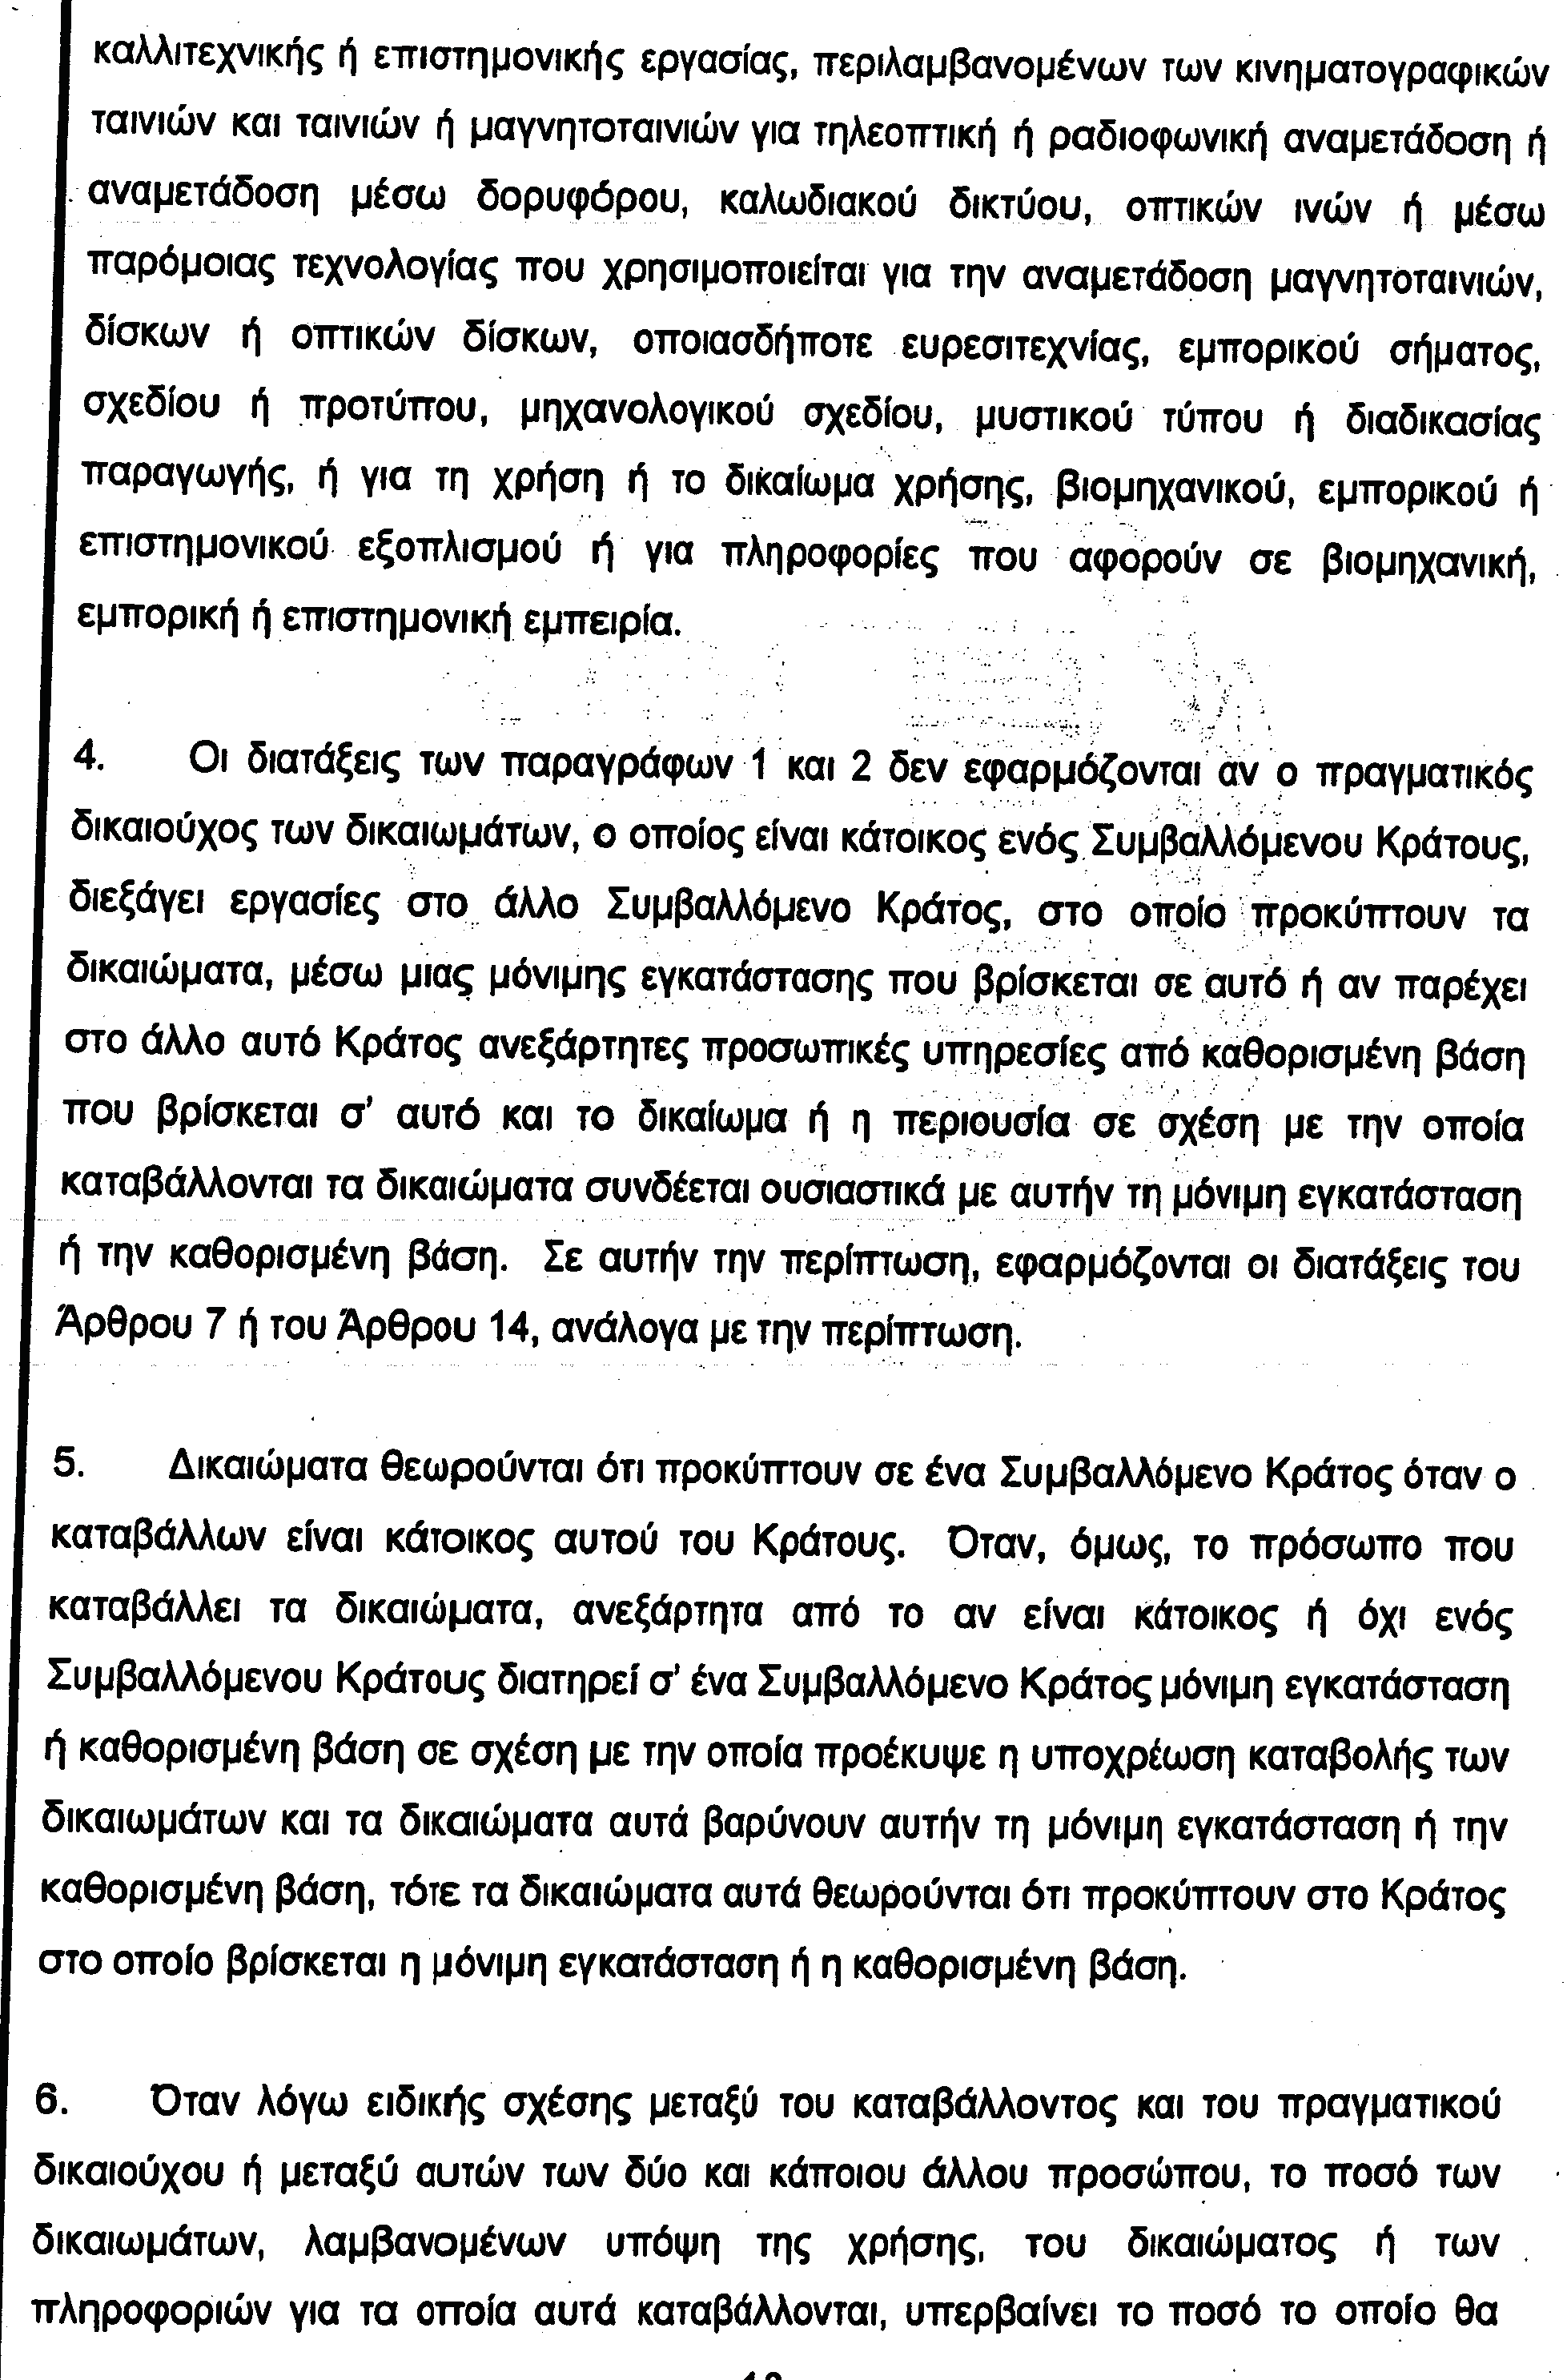 καλλιτεχνικής ή επιστημονικής εργασίας, περιλαμβανομένων των κινηματογραφικών
ταινιών και ταινιών ή μαγνητοταινιών για τηλεοπτική ή ραδιοφωνική αναμετάδοση ή
αναμετάδοση μέσω δορυφόρου, καλωδιακού δικτύου, οπτικών ινών ή μέσω
παρόμοιας τεχνολογίας που χρησιμοποιείται για την αναμετάδοση μαγνητοταινιών,
δίσκων ή οπτικών δίσκων, οποιασδήποτε ευρεσιτεχνίας, εμπορικού σήματος,
σχεδίου ή προτύπου, μηχανολογικού σχεδίου, μυστικού τύπου ή διαδικασίας
παραγωγής, ή για τη χρήση ή το δικαίωμα χρήσης, βιομηχανικού, εμπορικού ή
επιστημονικού εξοπλισμού ή για πληροφορίες που αφορούν σε βιομηχανική,
εμπορική ή επιστημονική εμπειρία.
4. Οι διατάξεις των παραγράφων 1 και 2 δεν εφαρμόζονται αν ο πραγματικός
δικαιούχος των δικαιωμάτων, ο οποίος είναι κάτοικος ενός Συμβαλλόμενου Κράτους,
διεξάγει εργασίες στο άλλο Συμβαλλόμενο Κράτος, στο οποίο προκύπτουν τα
δικαιώματα, μέσω μιας μόνιμης εγκατάστασης που βρίσκεται σε αυτό ή αν παρέχει
στο άλλο αυτό Κράτος ανεξάρτητες προσωπικές υπηρεσίες από καθορισμένη βάση
που βρίσκεται σ' αυτό και το δικαίωμα ή η περιουσία σε σχέση με την οποία
καταβάλλονται τα δικαιώματα συνδέεται ουσιαστικά με αυτήν τη μόνιμη εγκατάσταση
ή την καθορισμένη βάση. Σε αυτήν την περίπτωση, εφαρμόζονται οι διατάξεις του
Άρθρου 7 ή του Άρθρου 14, ανάλογα με την περίπτωση.
5. Δικαιώματα θεωρούνται ότι προκύπτουν σε ένα Συμβαλλόμενο Κράτος όταν ο
καταβάλλων είναι κάτοικος αυτού του Κράτους. Όταν, όμως, το πρόσωπο που
καταβάλλει τα δικαιώματα, ανεξάρτητα από το αν είναι κάτοικος ή όχι ενός
Συμβαλλόμενου Κράτους διατηρεί σ' ένα Συμβαλλόμενο Κράτος μόνιμη εγκατάσταση
ή καθορισμένη βάση σε σχέση με την οποία προέκυψε η υποχρέωση καταβολής των
δικαιωμάτων και τα δικαιώματα αυτά βαρύνουν αυτήν τη μόνιμη εγκατάσταση ή την
καθορισμένη βάση, τότε τα δικαιώματα αυτά θεωρούνται ότι προκύπτουν στο Κράτος
στο οποίο βρίσκεται η μόνιμη εγκατάσταση ή η καθορισμένη βάση.
6. Όταν λόγω ειδικής σχέσης μεταξύ του καταβάλλοντος και του πραγματικού
δικαιούχου ή μεταξύ αυτών των δύο και κάποιου άλλου προσώπου, το ποσό των
δικαιωμάτων, λαμβανομένων υπόψη της χρήσης, του δικαιώματος ή των
πληροφοριών για τα οποία αυτά καταβάλλονται, υπερβαίνει το ποσό το οποίο θα